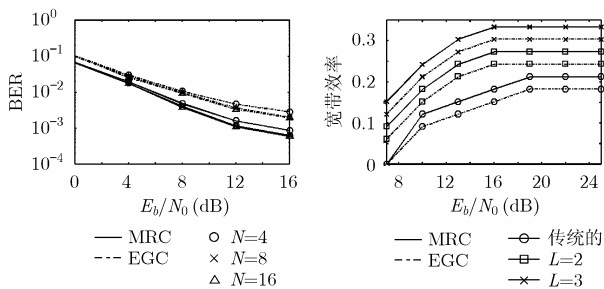 10⁰
10⁻¹
10⁻²
10⁻³
10⁻⁴
BER
0 4 8 12 16
E_b/N_0 (dB)
MRC
EGC
N=4
N=8
N=16
0.3
0.2
0.1
0
宽带效率
8 12 16 20 24
E_b/N_0 (dB)
MRC
EGC
传统的
L=2
L=3